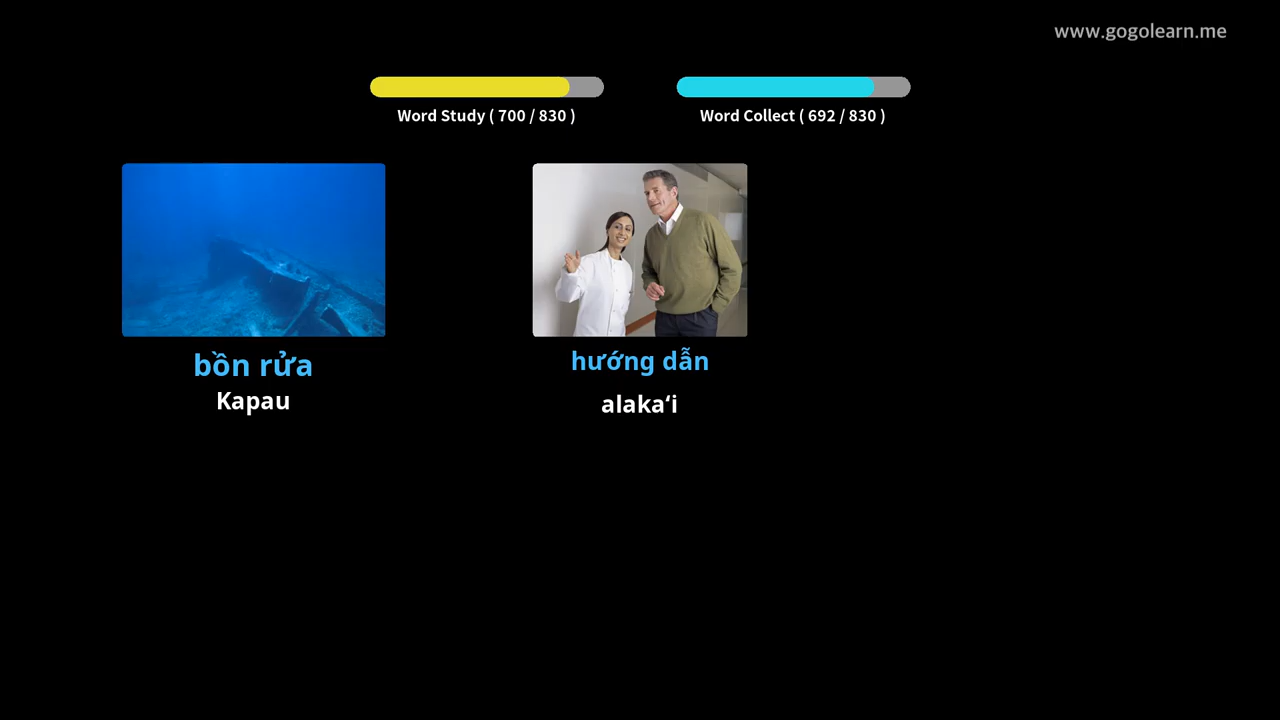 www.gogolearn.me
Word Study ( 700 / 830 )
Word Collect ( 692 / 830 )
bồn rửa
Kapau
hướng dẫn
alakaʻi